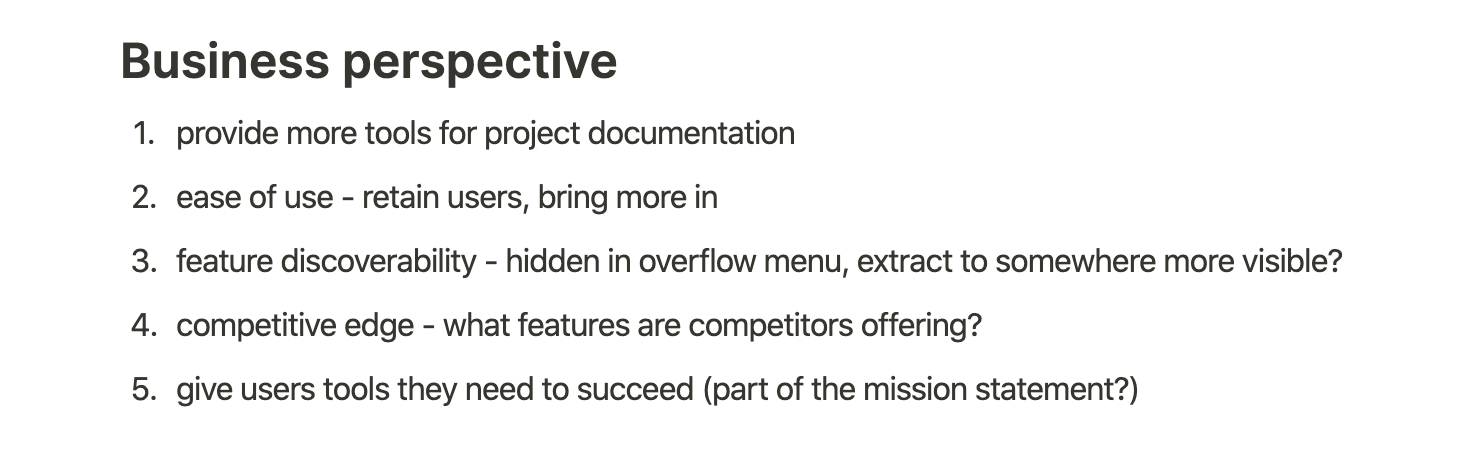 Business perspective
1. provide more tools for project documentation
2. ease of use - retain users, bring more in
3. feature discoverability - hidden in overflow menu, extract to somewhere more visible?
4. competitive edge - what features are competitors offering?
5. give users tools they need to succeed (part of the mission statement?)